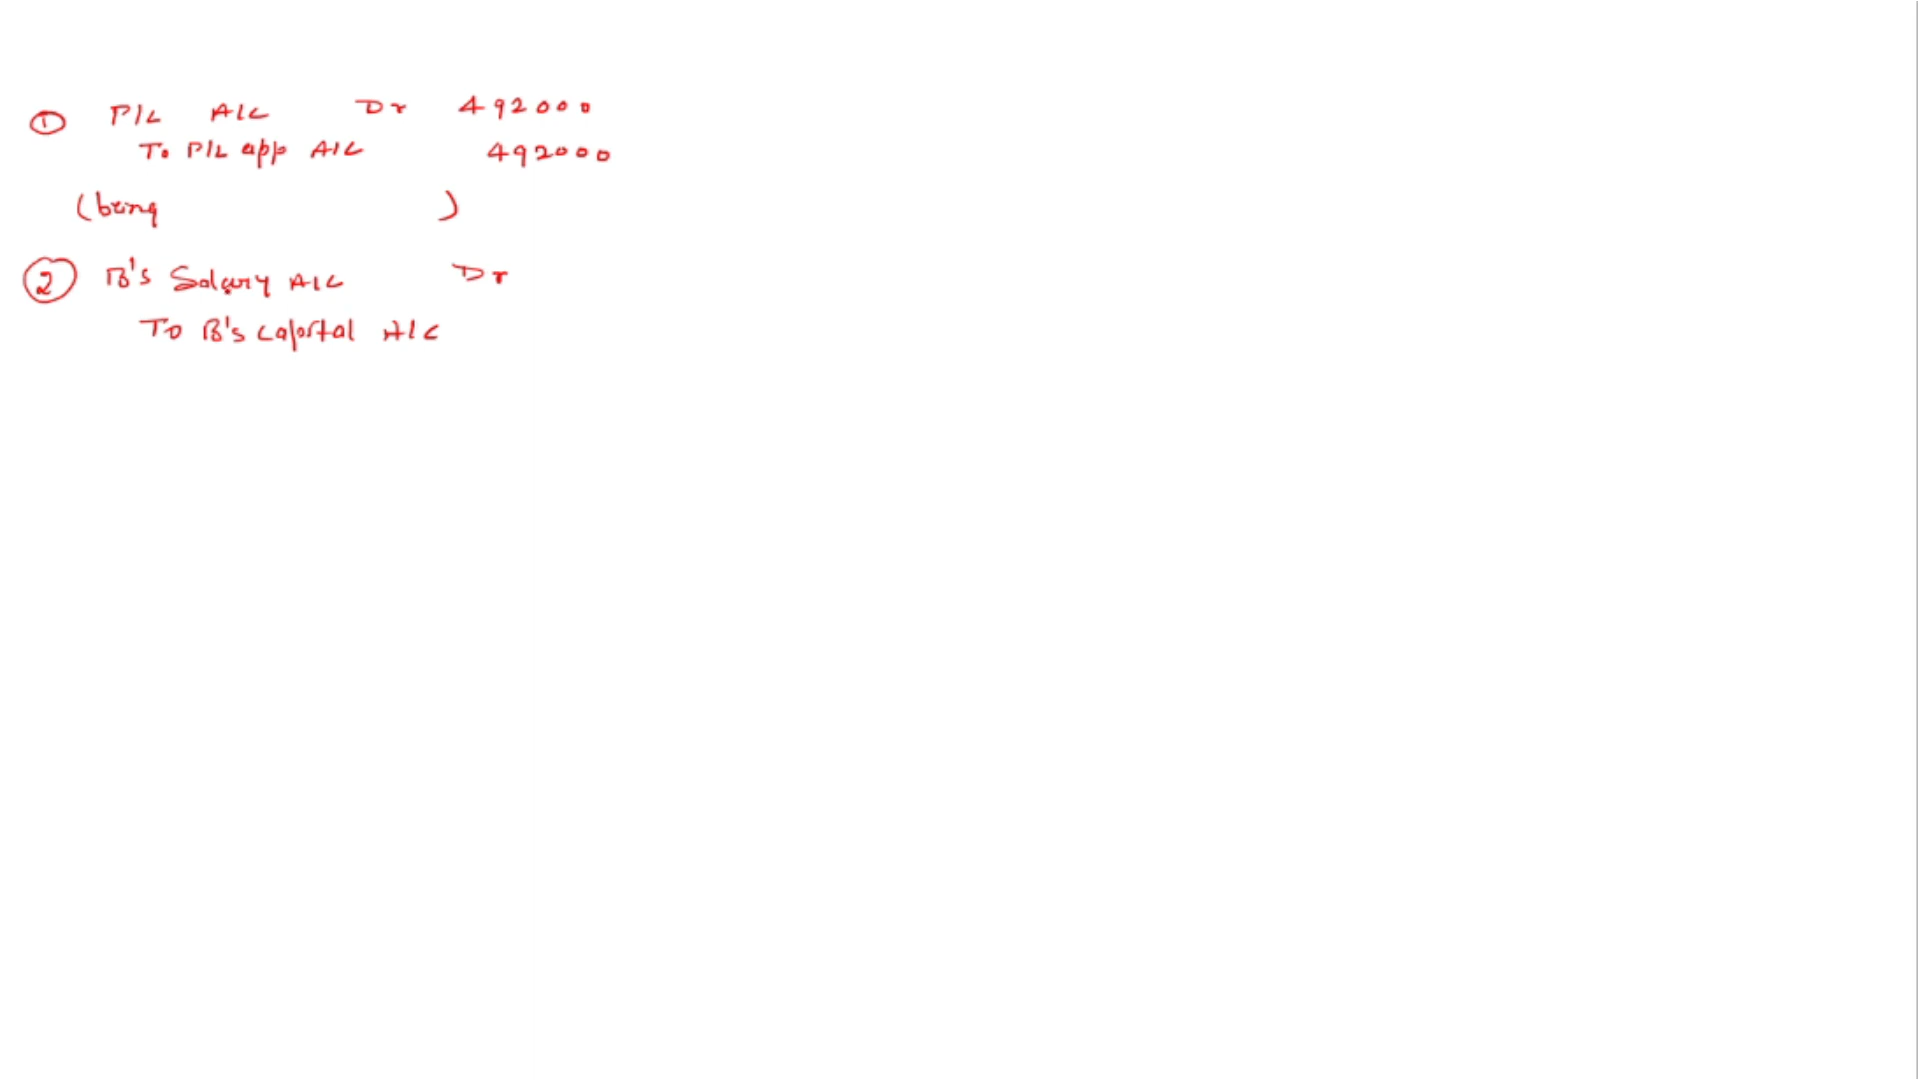 ① P/L A/C Dr 492000
To P/L app A/C 492000
(being )
② B's Salary A/C Dr
To B's Capital A/C